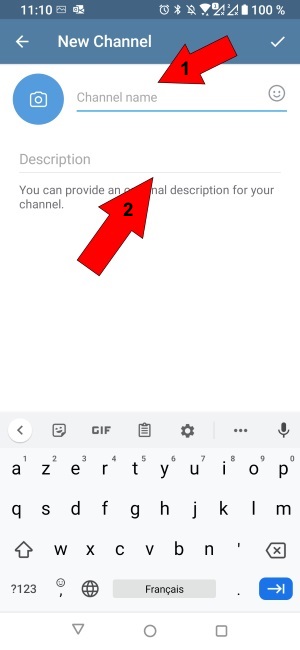 11:10
100 %
New Channel
1
Channel name
Description
You can provide an optional description for your
channel.
2
GIF
a 1 z 2 e 3 r 4 t 5 y 6 u 7 i 8 o 9 p 0
q s d f g h j k l m
w x c v b n '
?123 , Français .